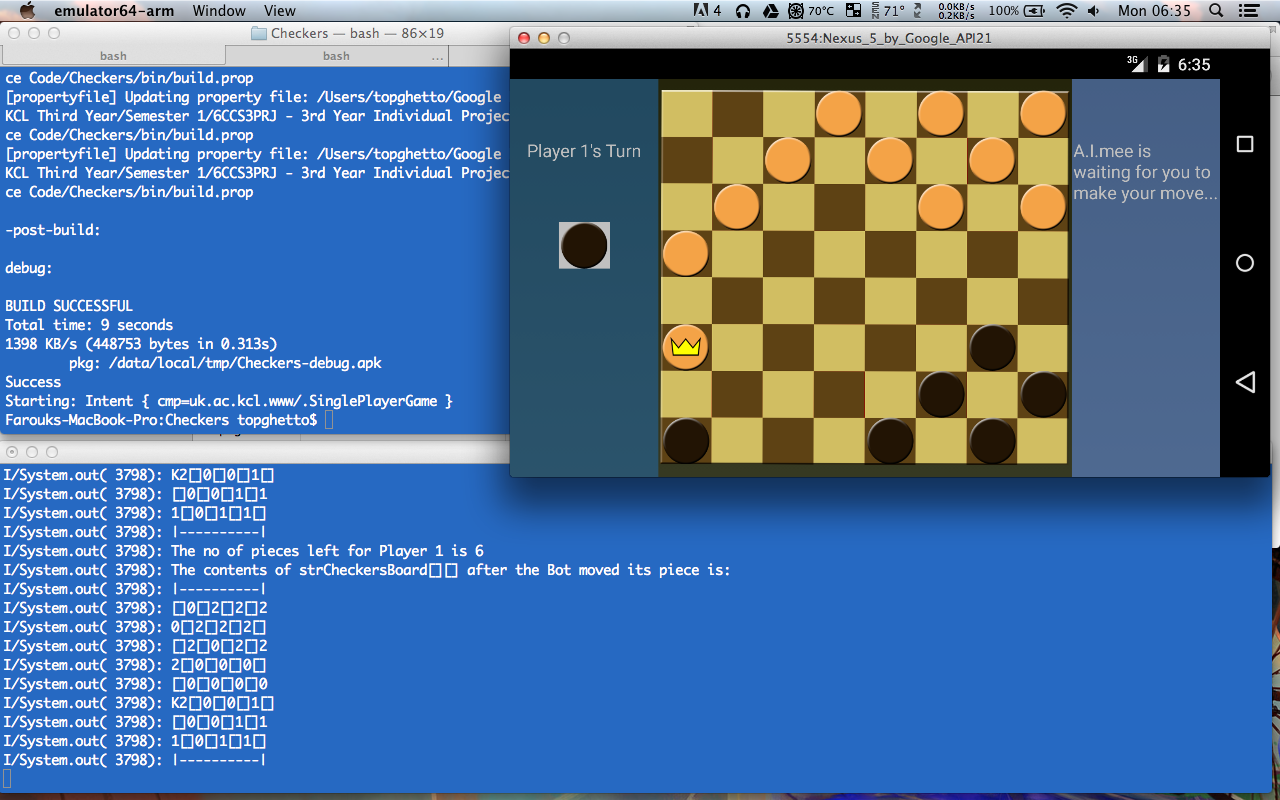 emulator64-arm Window View
4 70°C 71° 0.0KB/s 0.2KB/s 100% Mon 06:35
Checkers — bash — 86×19
bash
bash
...
ce Code/Checkers/bin/build.prop
[propertyfile] Updating property file: /Users/topghetto/Google
KCL Third Year/Semester 1/6CCS3PRJ - 3rd Year Individual Projec
ce Code/Checkers/bin/build.prop
[propertyfile] Updating property file: /Users/topghetto/Google
KCL Third Year/Semester 1/6CCS3PRJ - 3rd Year Individual Projec
ce Code/Checkers/bin/build.prop
-post-build:
debug:
BUILD SUCCESSFUL
Total time: 9 seconds
1398 KB/s (448753 bytes in 0.313s)
pkg: /data/local/tmp/Checkers-debug.apk
Success
Starting: Intent { cmp=uk.ac.kcl.www/.SinglePlayerGame }
Farouks-MacBook-Pro:Checkers topghetto$
5554:Nexus_5_by_Google_API21
3G 6:35
Player 1's Turn
A.I.mee is
waiting for you to
make your move...
I/System.out( 3798): K2□0□0□1□
I/System.out( 3798): □0□0□1□1
I/System.out( 3798): 1□0□1□1□
I/System.out( 3798): |----------|
I/System.out( 3798): The no of pieces left for Player 1 is 6
I/System.out( 3798): The contents of strCheckersBoard□□ after the Bot moved its piece is:
I/System.out( 3798): |----------|
I/System.out( 3798): □0□2□2□2
I/System.out( 3798): 0□2□2□2□
I/System.out( 3798): □2□0□2□2
I/System.out( 3798): 2□0□0□0□
I/System.out( 3798): □0□0□0□0
I/System.out( 3798): K2□0□0□1□
I/System.out( 3798): □0□0□1□1
I/System.out( 3798): 1□0□1□1□
I/System.out( 3798): |----------|